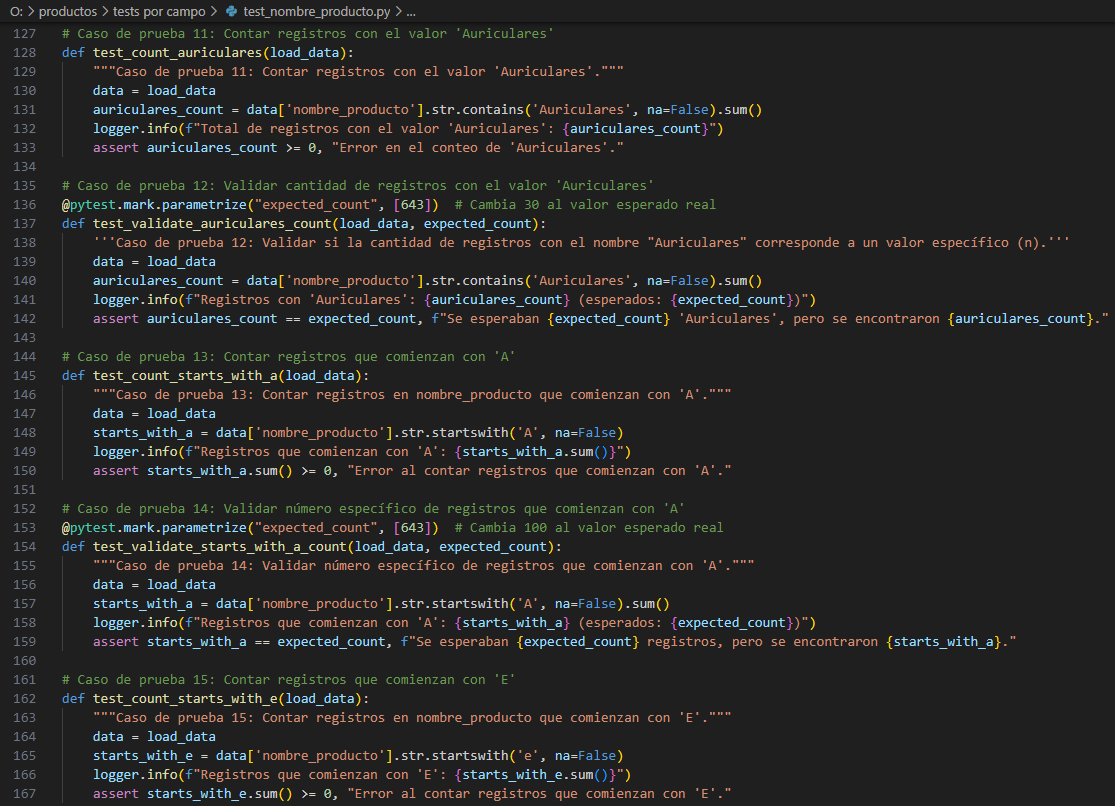 O: > productos > tests por campo > test_nombre_producto.py > ...
127 # Caso de prueba 11: Contar registros con el valor 'Auriculares'
128 def test_count_auriculares(load_data):
129     """Caso de prueba 11: Contar registros con el valor 'Auriculares'."""
130     data = load_data
131     auriculares_count = data['nombre_producto'].str.contains('Auriculares', na=False).sum()
132     logger.info(f"Total de registros con el valor 'Auriculares': {auriculares_count}")
133     assert auriculares_count >= 0, "Error en el conteo de 'Auriculares'."
134
135 # Caso de prueba 12: Validar cantidad de registros con el valor 'Auriculares'
136 @pytest.mark.parametrize("expected_count", [643])  # Cambia 30 al valor esperado real
137 def test_validate_auriculares_count(load_data, expected_count):
138     '''Caso de prueba 12: Validar si la cantidad de registros con el nombre "Auriculares" corresponde a un valor específico (n).'''
139     data = load_data
140     auriculares_count = data['nombre_producto'].str.contains('Auriculares', na=False).sum()
141     logger.info(f"Registros con 'Auriculares': {auriculares_count} (esperados: {expected_count})")
142     assert auriculares_count == expected_count, f"Se esperaban {expected_count} 'Auriculares', pero se encontraron {auriculares_count}."
143
144 # Caso de prueba 13: Contar registros que comienzan con 'A'
145 def test_count_starts_with_a(load_data):
146     """Caso de prueba 13: Contar registros en nombre_producto que comienzan con 'A'."""
147     data = load_data
148     starts_with_a = data['nombre_producto'].str.startswith('A', na=False)
149     logger.info(f"Registros que comienzan con 'A': {starts_with_a.sum()}")
150     assert starts_with_a.sum() >= 0, "Error al contar registros que comienzan con 'A'."
151
152 # Caso de prueba 14: Validar número específico de registros que comienzan con 'A'
153 @pytest.mark.parametrize("expected_count", [643])  # Cambia 100 al valor esperado real
154 def test_validate_starts_with_a_count(load_data, expected_count):
155     """Caso de prueba 14: Validar número específico de registros que comienzan con 'A'."""
156     data = load_data
157     starts_with_a = data['nombre_producto'].str.startswith('A', na=False).sum()
158     logger.info(f"Registros que comienzan con 'A': {starts_with_a} (esperados: {expected_count})")
159     assert starts_with_a == expected_count, f"Se esperaban {expected_count} registros, pero se encontraron {starts_with_a}."
160
161 # Caso de prueba 15: Contar registros que comienzan con 'E'
162 def test_count_starts_with_e(load_data):
163     """Caso de prueba 15: Contar registros en nombre_producto que comienzan con 'E'."""
164     data = load_data
165     starts_with_e = data['nombre_producto'].str.startswith('e', na=False)
166     logger.info(f"Registros que comienzan con 'E': {starts_with_e.sum()}")
167     assert starts_with_e.sum() >= 0, "Error al contar registros que comienzan con 'E'."